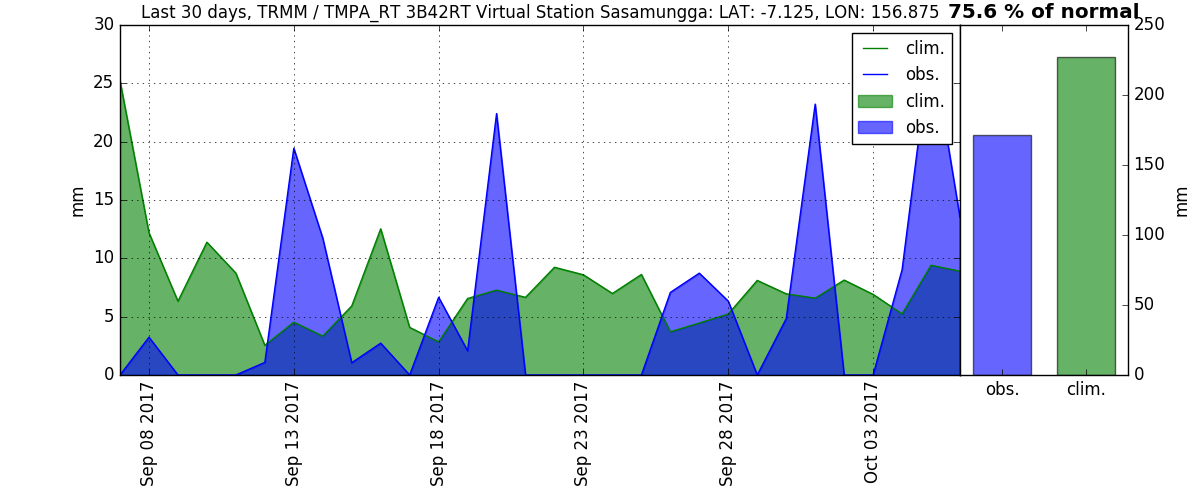 Last 30 days, TRMM / TMPA_RT 3B42RT Virtual Station Sasamungga: LAT: -7.125, LON: 156.875
75.6 % of normal
30
25
20
15
10
5
0
mm
clim.
obs.
clim.
obs.
250
200
150
100
50
0
mm
obs.
clim.
Sep 08 2017
Sep 13 2017
Sep 18 2017
Sep 23 2017
Sep 28 2017
Oct 03 2017